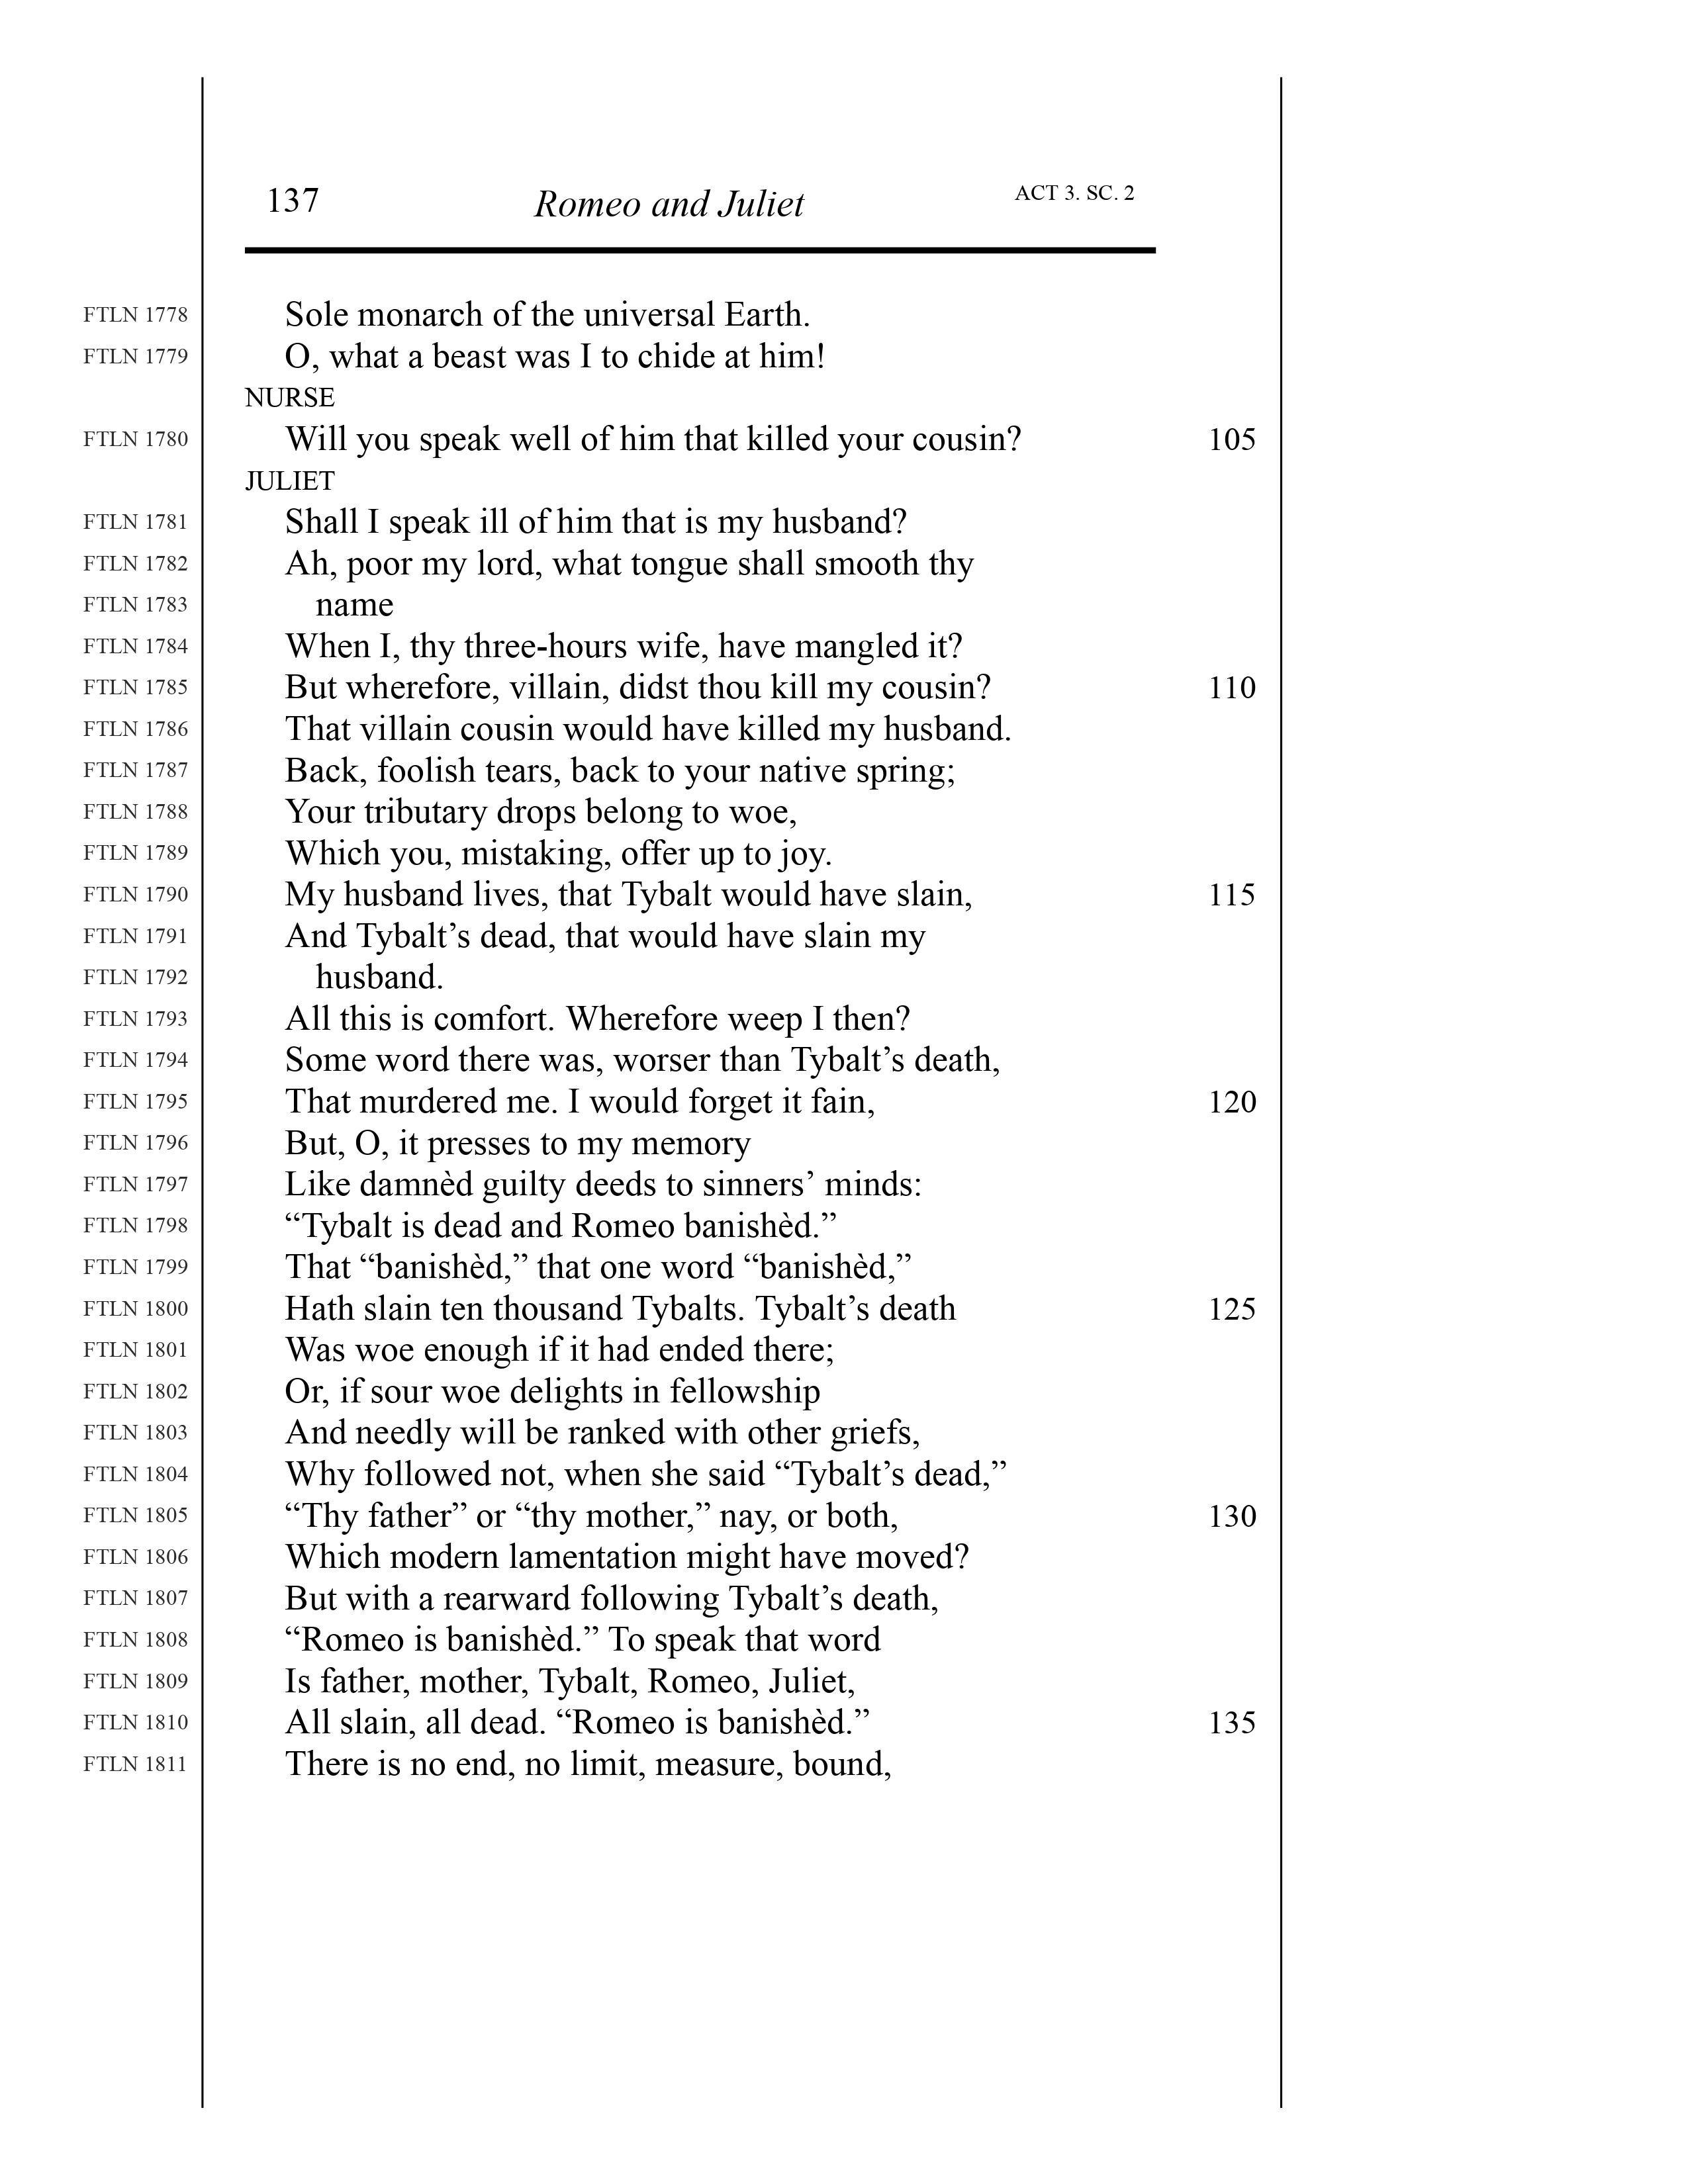 137 Romeo and Juliet ACT 3. SC. 2
FTLN 1778 Sole monarch of the universal Earth.
FTLN 1779 O, what a beast was I to chide at him!
NURSE
FTLN 1780 Will you speak well of him that killed your cousin? 105
JULIET
FTLN 1781 Shall I speak ill of him that is my husband?
FTLN 1782 Ah, poor my lord, what tongue shall smooth thy
FTLN 1783 name
FTLN 1784 When I, thy three-hours wife, have mangled it?
FTLN 1785 But wherefore, villain, didst thou kill my cousin? 110
FTLN 1786 That villain cousin would have killed my husband.
FTLN 1787 Back, foolish tears, back to your native spring;
FTLN 1788 Your tributary drops belong to woe,
FTLN 1789 Which you, mistaking, offer up to joy.
FTLN 1790 My husband lives, that Tybalt would have slain, 115
FTLN 1791 And Tybalt’s dead, that would have slain my
FTLN 1792 husband.
FTLN 1793 All this is comfort. Wherefore weep I then?
FTLN 1794 Some word there was, worser than Tybalt’s death,
FTLN 1795 That murdered me. I would forget it fain, 120
FTLN 1796 But, O, it presses to my memory
FTLN 1797 Like damnèd guilty deeds to sinners’ minds:
FTLN 1798 “Tybalt is dead and Romeo banishèd.”
FTLN 1799 That “banishèd,” that one word “banishèd,”
FTLN 1800 Hath slain ten thousand Tybalts. Tybalt’s death 125
FTLN 1801 Was woe enough if it had ended there;
FTLN 1802 Or, if sour woe delights in fellowship
FTLN 1803 And needly will be ranked with other griefs,
FTLN 1804 Why followed not, when she said “Tybalt’s dead,”
FTLN 1805 “Thy father” or “thy mother,” nay, or both, 130
FTLN 1806 Which modern lamentation might have moved?
FTLN 1807 But with a rearward following Tybalt’s death,
FTLN 1808 “Romeo is banishèd.” To speak that word
FTLN 1809 Is father, mother, Tybalt, Romeo, Juliet,
FTLN 1810 All slain, all dead. “Romeo is banishèd.” 135
FTLN 1811 There is no end, no limit, measure, bound,